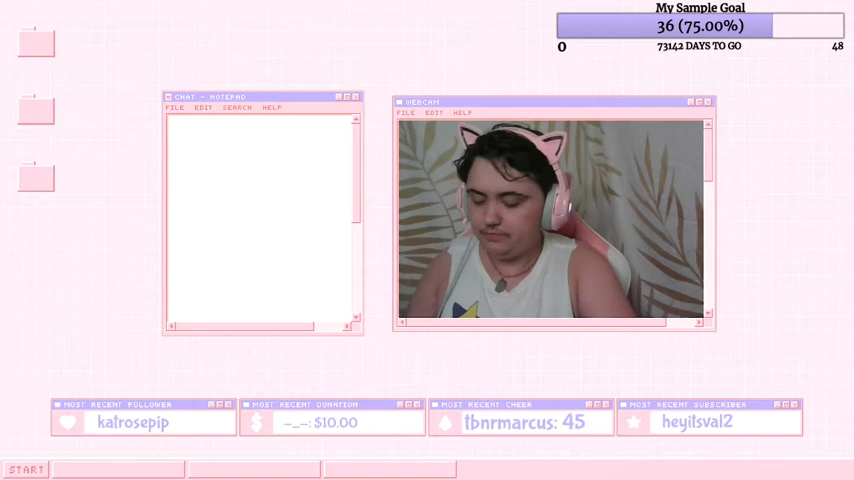 My Sample Goal
36 (75.00%)
0 73142 DAYS TO GO 48
CHAT - NOTEPAD
FILE EDIT SEARCH HELP
WEBCAM
FILE EDIT HELP
MOST RECENT FOLLOWER
katrosepip
MOST RECENT DONATION
-_-: $10.00
MOST RECENT CHEER
tbnrmarcus: 45
MOST RECENT SUBSCRIBER
heyitsval2
START